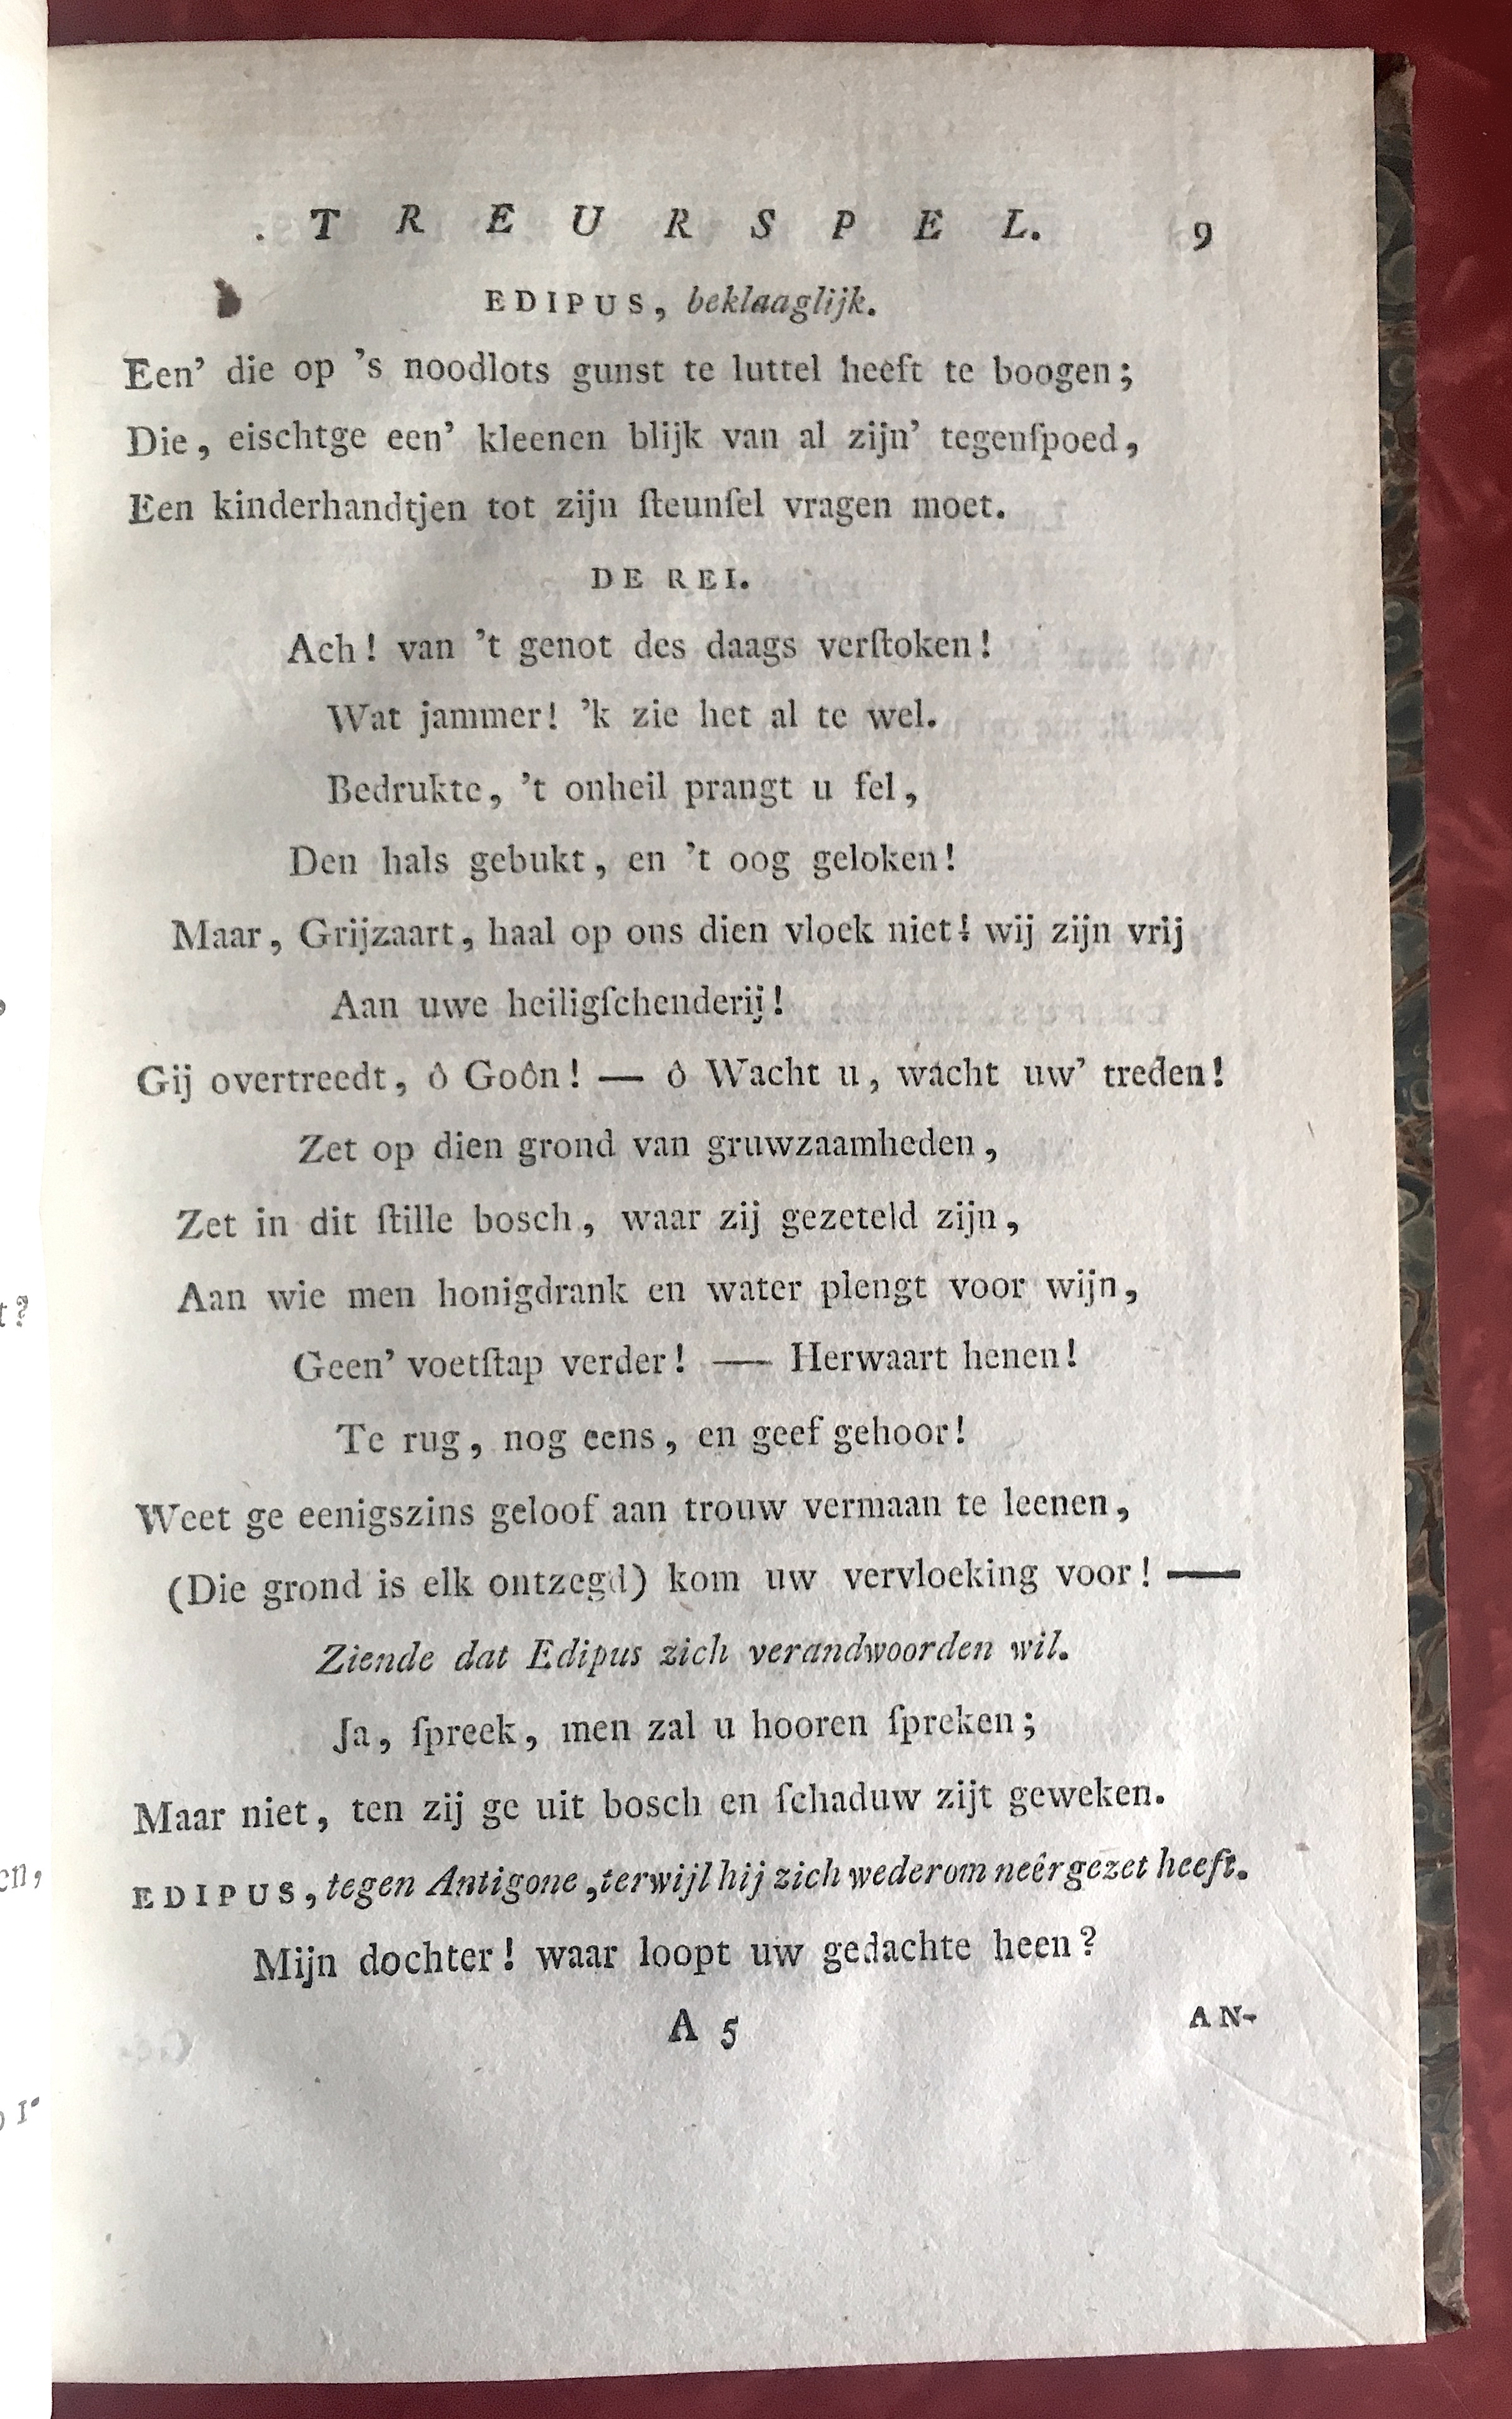 TREURSPEL. 9
EDIPUS, beklaaglijk.
Een' die op 's noodlots gunst te luttel heeft te boogen;
Die, eischtge een' kleenen blijk van al zijn' tegenſpoed,
Een kinderhandtjen tot zijn ſteunſel vragen moet.
DE REI.
Ach! van 't genot des daags verſtoken!
Wat jammer! 'k zie het al te wel.
Bedrukte, 't onheil prangt u fel,
Den hals gebukt, en 't oog geloken!
Maar, Grijzaart, haal op ons dien vloek niet! wij zijn vrij
Aan uwe heiligſchenderij!
Gij overtreedt, ô Goôn! — ô Wacht u, wacht uw' treden!
Zet op dien grond van gruwzaamheden,
Zet in dit ſtille bosch, waar zij gezeteld zijn,
Aan wie men honigdrank en water plengt voor wijn,
Geen' voetſtap verder! — Herwaart henen!
Te rug, nog eens, en geef gehoor!
Weet ge eenigszins geloof aan trouw vermaan te leenen,
(Die grond is elk ontzegd) kom uw vervloeking voor! —
Ziende dat Edipus zich verandwoorden wil.
Ja, ſpreek, men zal u hooren ſpreken;
Maar niet, ten zij ge uit bosch en ſchaduw zijt geweken.
EDIPUS, tegen Antigone, terwijl hij zich wederom neêrgezet heeft.
Mijn dochter! waar loopt uw gedachte heen?
A 5 AN-